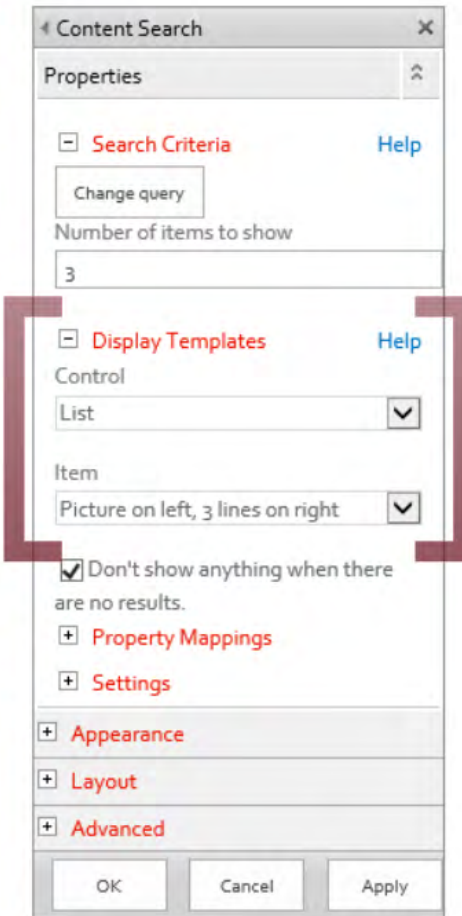 Content Search
Properties
Search Criteria Help
Change query
Number of items to show
3
Display Templates Help
Control
List
Item
Picture on left, 3 lines on right
Don't show anything when there
are no results.
Property Mappings
Settings
Appearance
Layout
Advanced
OK Cancel Apply